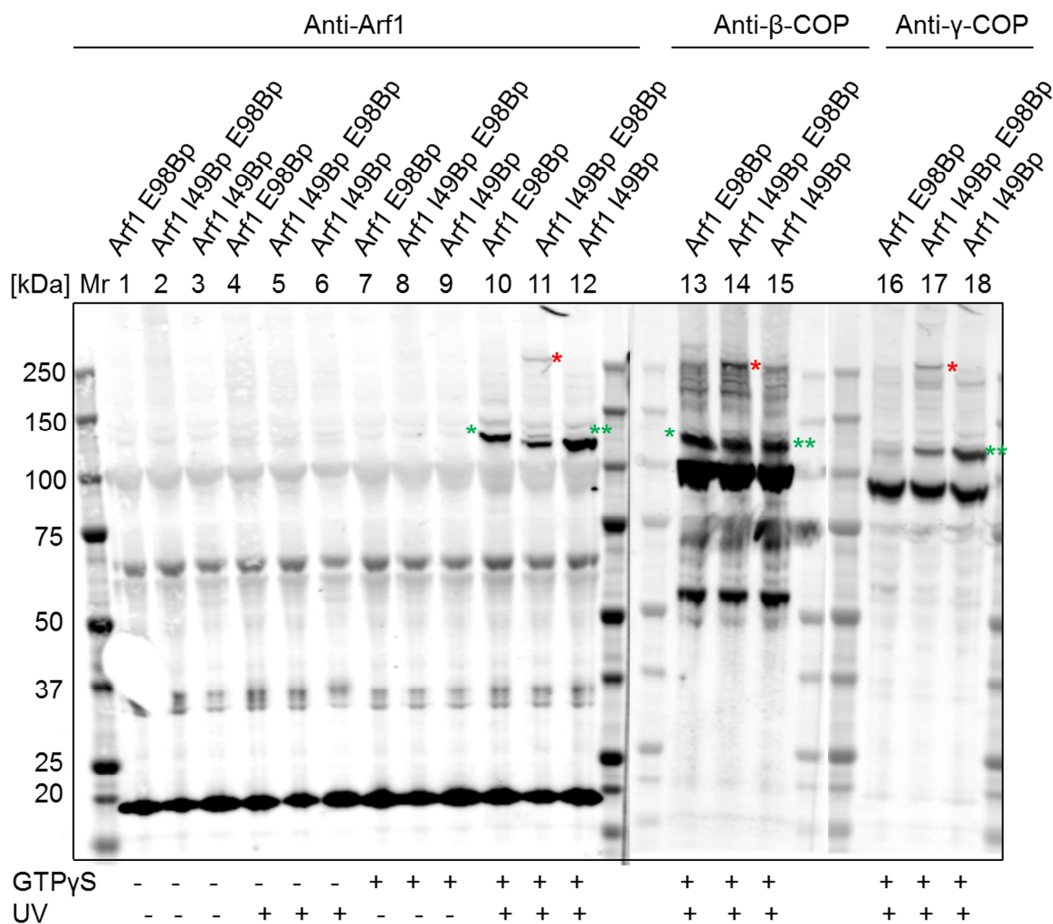 Anti-Arf1 Anti-β-COP Anti-γ-COP
Arf1 E98Bp Arf1 I49Bp E98Bp Arf1 I49Bp Arf1 E98Bp Arf1 I49Bp E98Bp Arf1 I49Bp Arf1 E98Bp Arf1 I49Bp E98Bp Arf1 I49Bp Arf1 E98Bp Arf1 I49Bp E98Bp Arf1 I49Bp Arf1 E98Bp Arf1 I49Bp E98Bp Arf1 I49Bp Arf1 E98Bp Arf1 I49Bp E98Bp Arf1 I49Bp
[kDa] Mr 1 2 3 4 5 6 7 8 9 10 11 12 13 14 15 16 17 18
250 * * *
150 * ** * ** **
100
75
50
37
25
20
GTPγS - - - - - - + + + + + + + + + + + +
UV - - - + + + - - - + + + + + + + + +